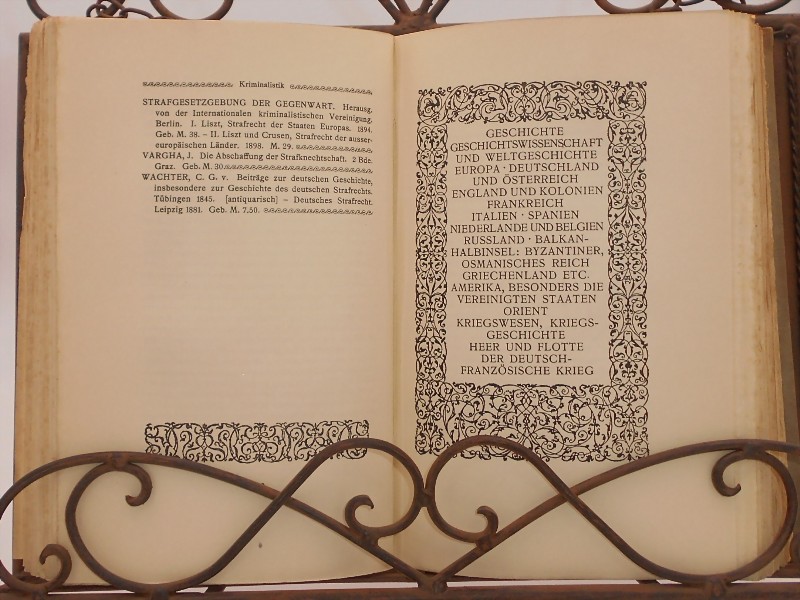 Kriminalistik
STRAFGESETZGEBUNG DER GEGENWART. Herausg.
von der Internationalen kriminalistischen Vereinigung.
Berlin. I. Liszt, Strafrecht der Staaten Europas. 1894.
Geb. M. 38. – II. Liszt und Crusen, Strafrecht der ausser-
europäischen Länder. 1898. M. 29.
VARGHA, J. Die Abschaffung der Strafknechtschaft. 2 Bde.
Graz. Geb. M. 30.
WACHTER, C. G. v. Beiträge zur deutschen Geschichte,
insbesondere zur Geschichte des deutschen Strafrechts.
Tübingen 1845. [antiquarisch] – Deutsches Strafrecht.
Leipzig 1881. Geb. M. 7,50.
GESCHICHTE
GESCHICHTSWISSENSCHAFT
UND WELTGESCHICHTE
EUROPA · DEUTSCHLAND
UND ÖSTERREICH
ENGLAND UND KOLONIEN
FRANKREICH
ITALIEN · SPANIEN
NIEDERLANDE UND BELGIEN
RUSSLAND · BALKAN-
HALBINSEL: BYZANTINER,
OSMANISCHES REICH
GRIECHENLAND ETC.
AMERIKA, BESONDERS DIE
VEREINIGTEN STAATEN
ORIENT
KRIEGSWESEN, KRIEGS-
GESCHICHTE
HEER UND FLOTTE
DER DEUTSCH-
FRANZÖSISCHE KRIEG